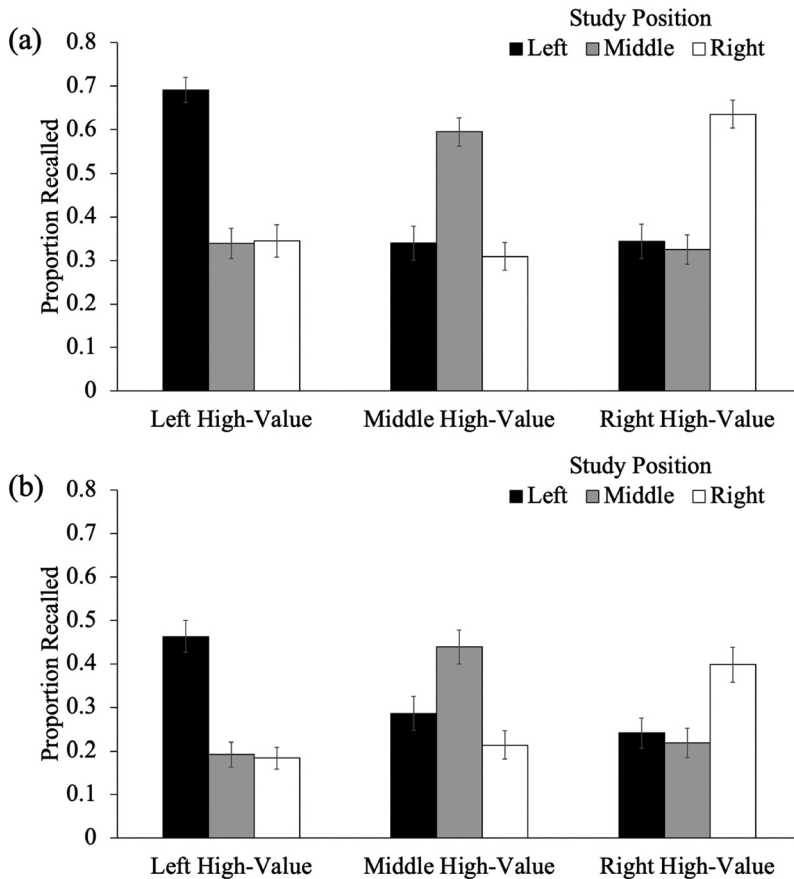 (a)
Study Position
Left Middle Right
Proportion Recalled
0.8
0.7
0.6
0.5
0.4
0.3
0.2
0.1
0
Left High-Value Middle High-Value Right High-Value
(b)
Study Position
Left Middle Right
Proportion Recalled
0.8
0.7
0.6
0.5
0.4
0.3
0.2
0.1
0
Left High-Value Middle High-Value Right High-Value